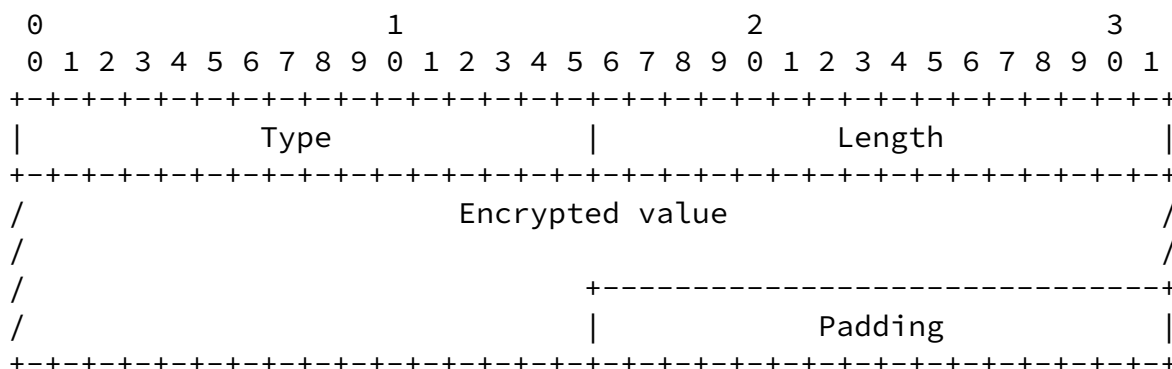 0                   1                   2                   3
 0 1 2 3 4 5 6 7 8 9 0 1 2 3 4 5 6 7 8 9 0 1 2 3 4 5 6 7 8 9 0 1
+-+-+-+-+-+-+-+-+-+-+-+-+-+-+-+-+-+-+-+-+-+-+-+-+-+-+-+-+-+-+-+-+
|             Type              |             Length            |
+-+-+-+-+-+-+-+-+-+-+-+-+-+-+-+-+-+-+-+-+-+-+-+-+-+-+-+-+-+-+-+-+
/                        Encrypted value                        /
/                                                               /
/                               +-------------------------------+
/                               |            Padding            |
+-+-+-+-+-+-+-+-+-+-+-+-+-+-+-+-+-+-+-+-+-+-+-+-+-+-+-+-+-+-+-+-+